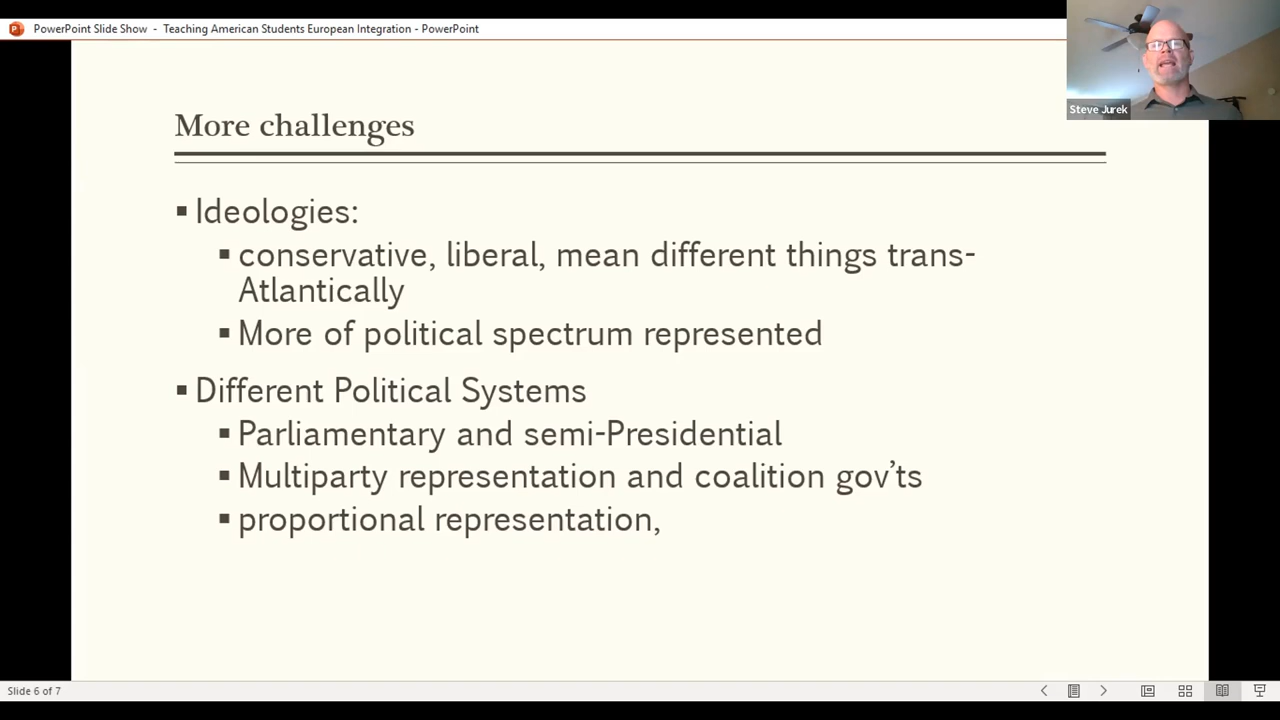 PowerPoint Slide Show - Teaching American Students European Integration - PowerPoint
Steve Jurek
More challenges
▪ Ideologies:
▪ conservative, liberal, mean different things trans-
Atlantically
▪ More of political spectrum represented
▪ Different Political Systems
▪ Parliamentary and semi-Presidential
▪ Multiparty representation and coalition gov’ts
▪ proportional representation,
Slide 6 of 7